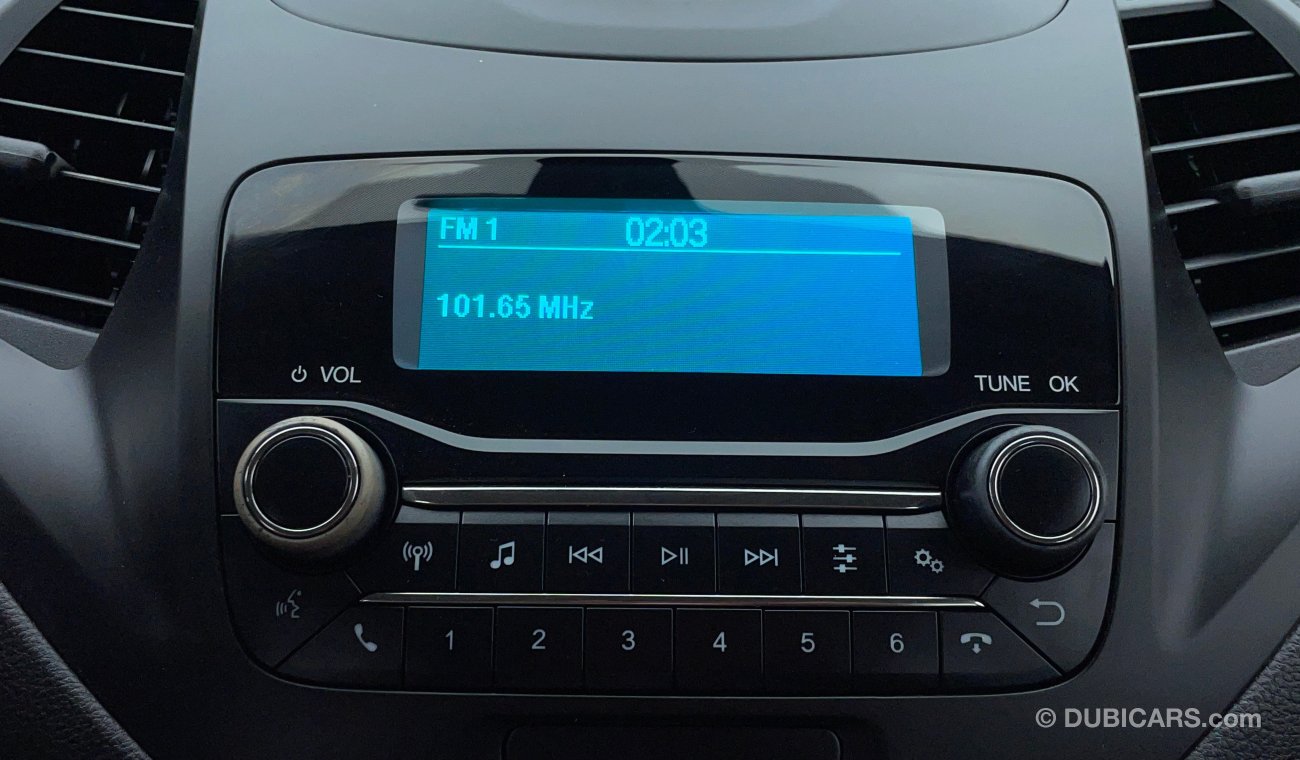 FM 1 02:03
101.65 MHz
VOL
TUNE OK
1 2 3 4 5 6
© DUBICARS.com